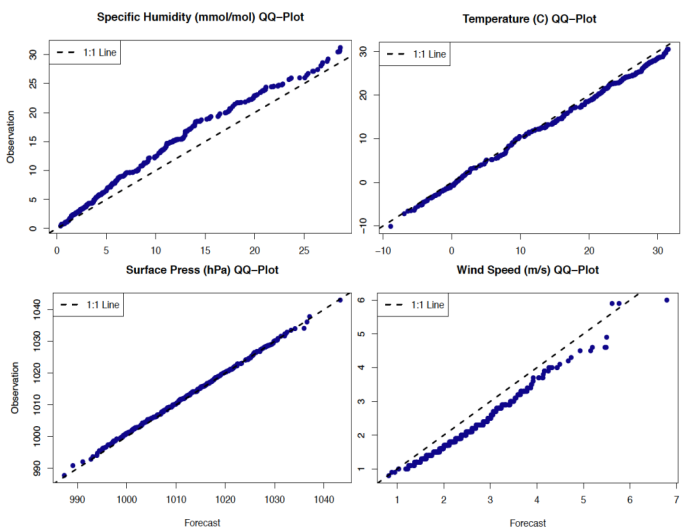 Specific Humidity (mmol/mol) QQ−Plot
1:1 Line
Observation
0 5 10 15 20 25 30
0 5 10 15 20 25
Temperature (C) QQ−Plot
1:1 Line
−10 0 10 20 30
−10 0 10 20 30
Surface Press (hPa) QQ−Plot
1:1 Line
Observation
990 1000 1010 1020 1030 1040
990 1000 1010 1020 1030 1040
Forecast
Wind Speed (m/s) QQ−Plot
1:1 Line
1 2 3 4 5 6
1 2 3 4 5 6 7
Forecast